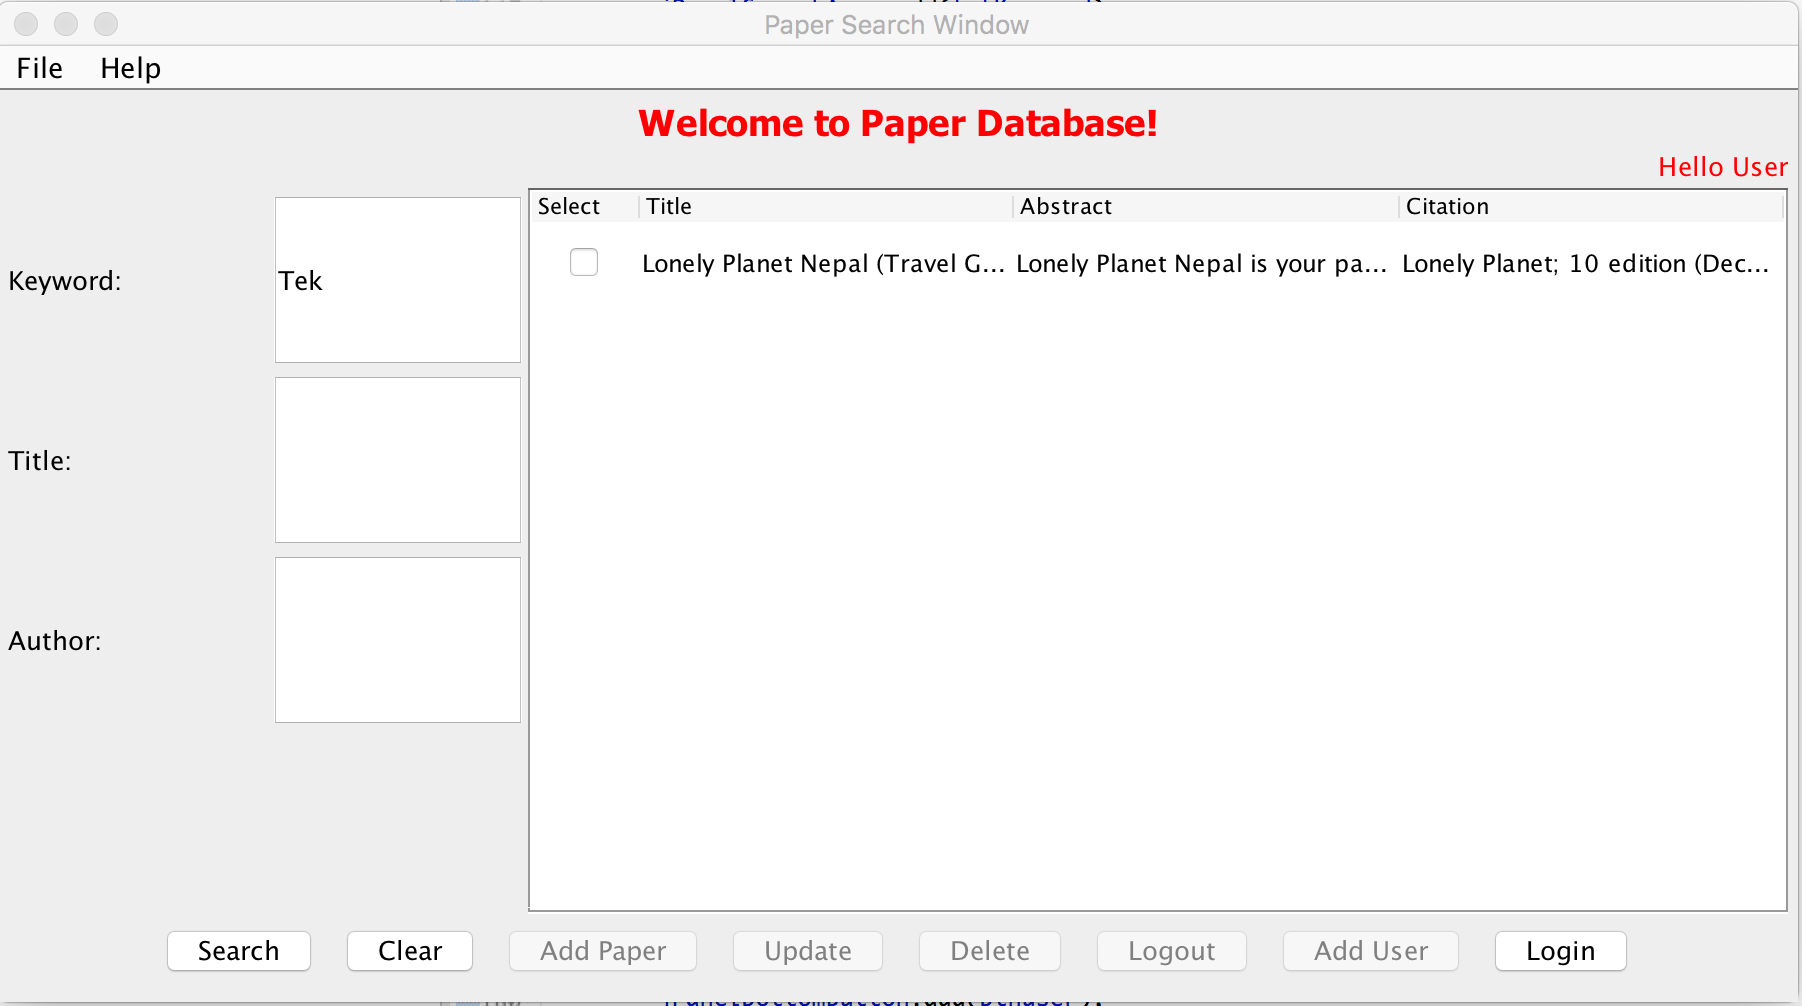 Paper Search Window
File Help
Welcome to Paper Database!
Hello User
Select Title Abstract Citation
Keyword: Tek
Lonely Planet Nepal (Travel G... Lonely Planet Nepal is your pa... Lonely Planet; 10 edition (Dec...
Title:
Author:
Search Clear Add Paper Update Delete Logout Add User Login